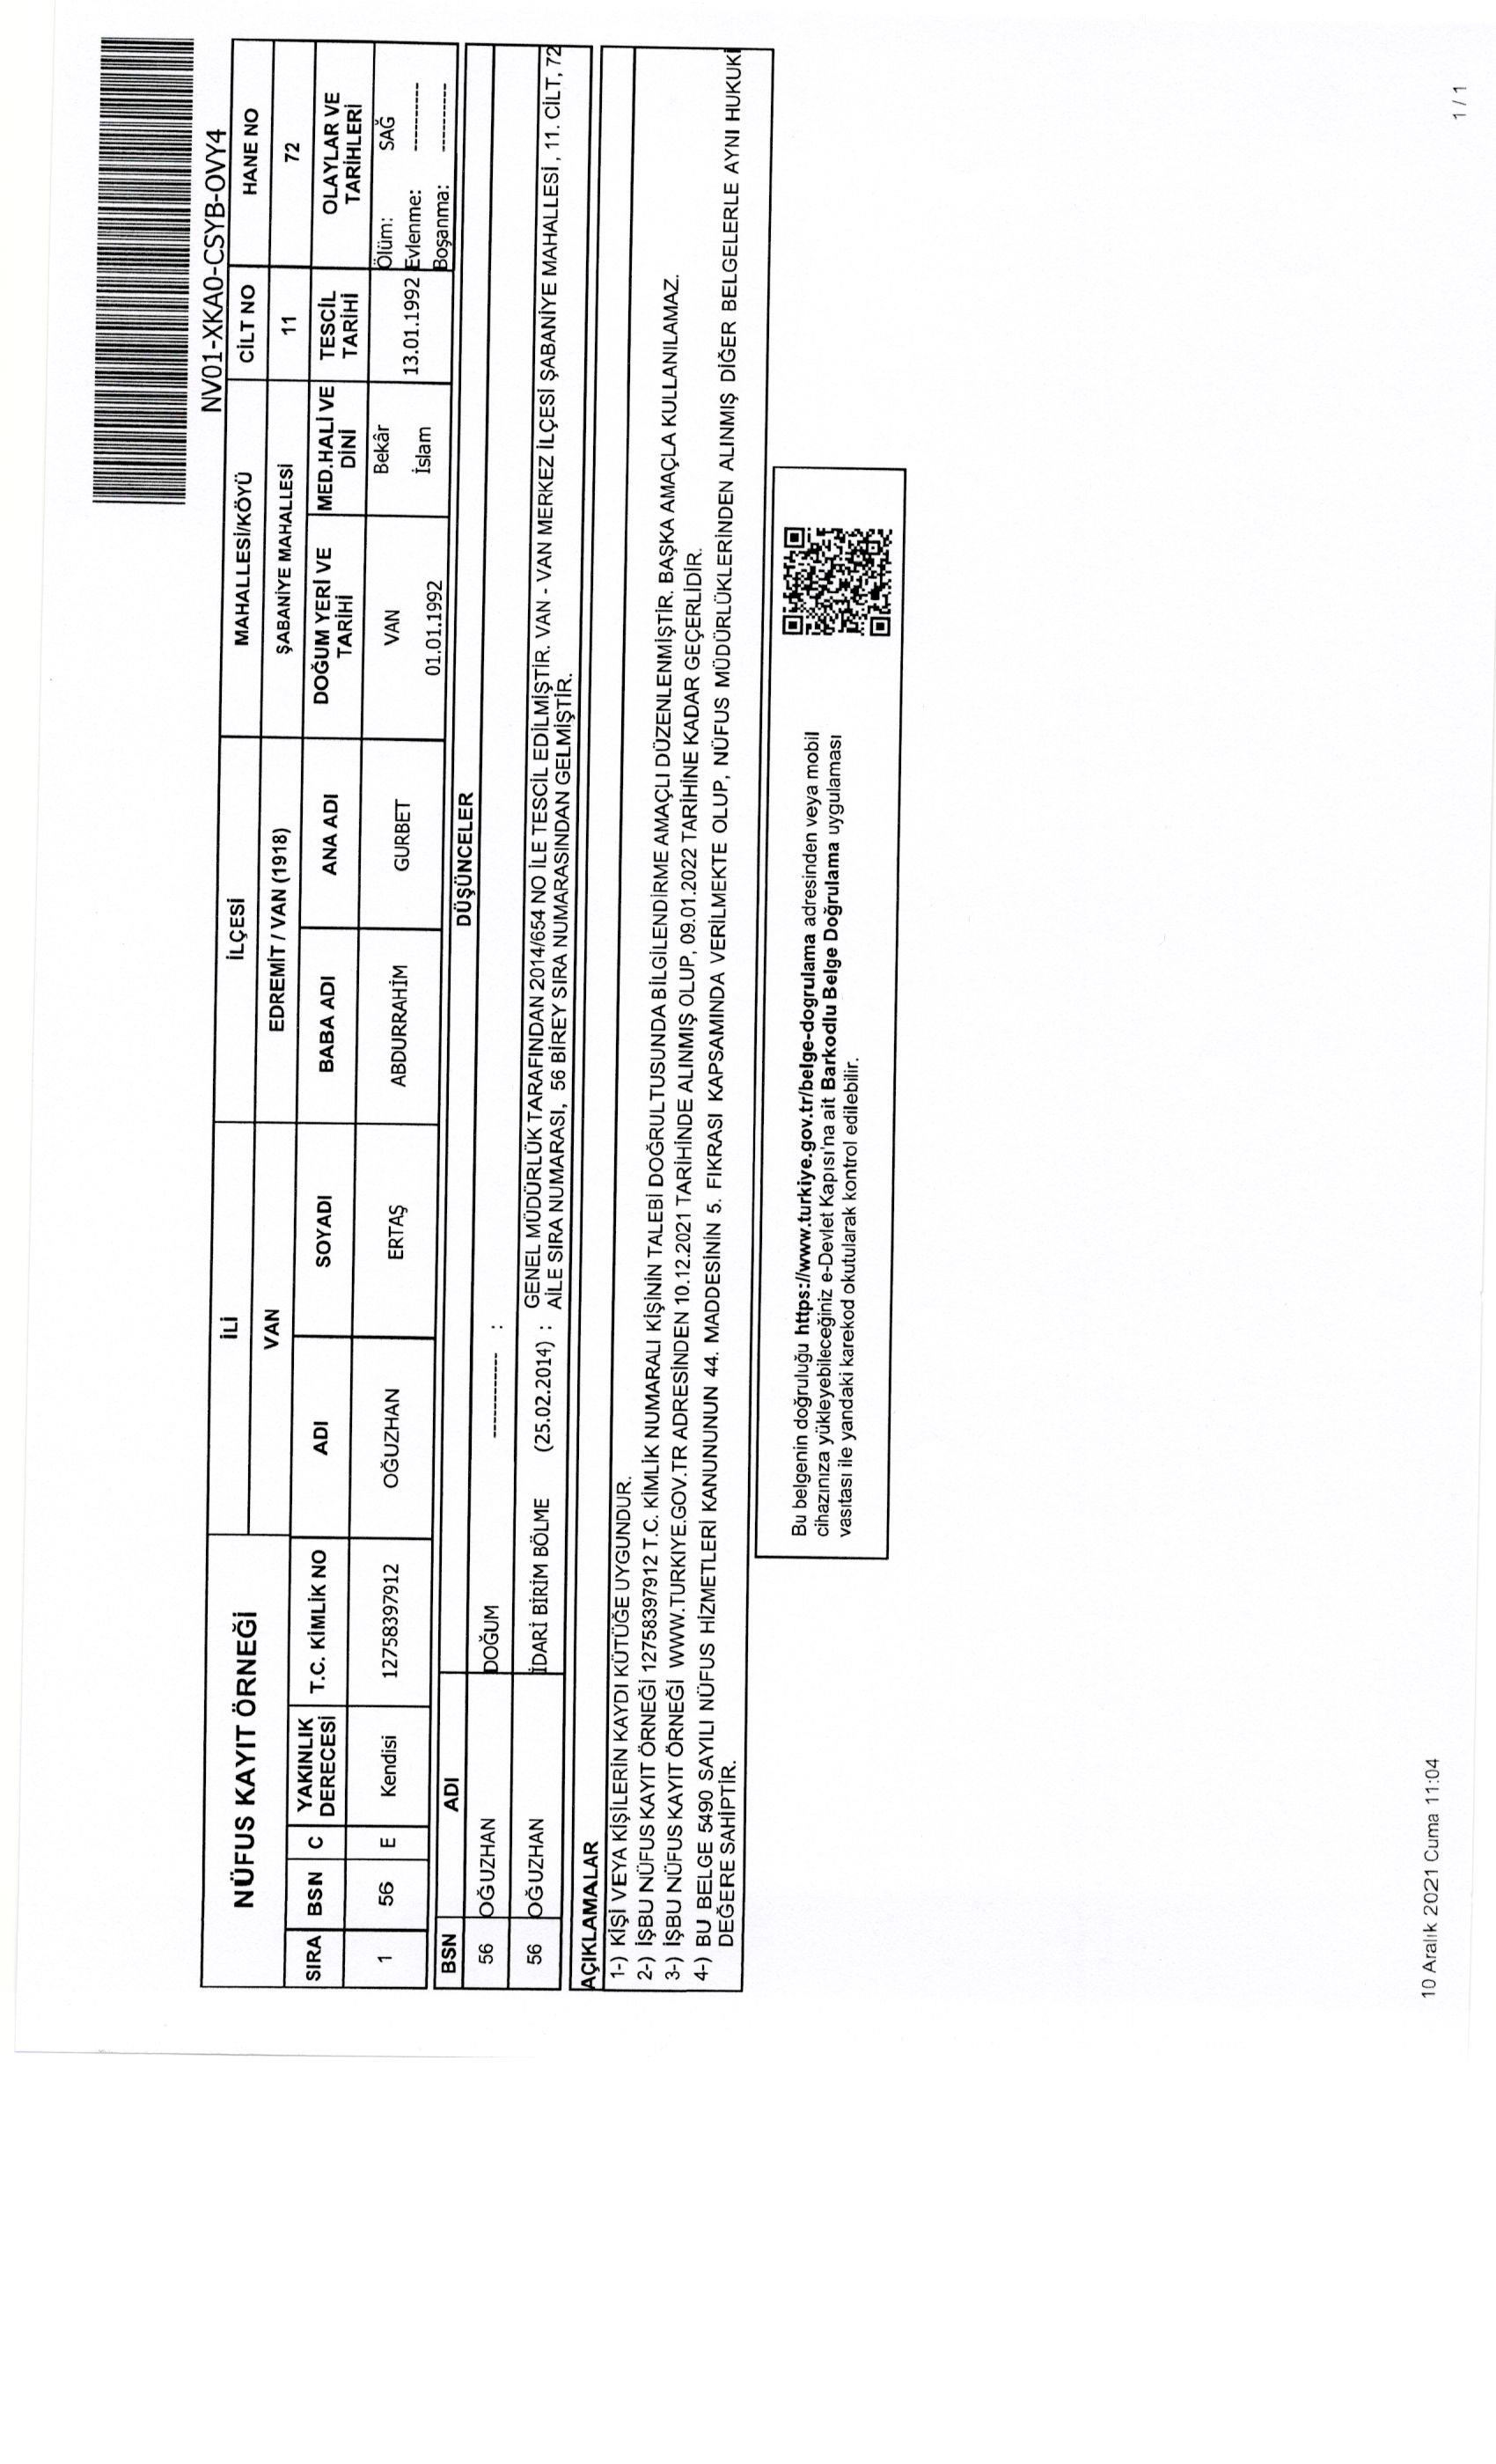 NV01-XKA0-CSYB-OVY4
NÜFUS KAYIT ÖRNEĞİ
İLİ İLÇESİ MAHALLESİ/KÖYÜ CİLT NO HANE NO
VAN EDREMİT / VAN (1918) ŞABANİYE MAHALLESİ 11 72
SIRA BSN C YAKINLIK DERECESİ T.C. KİMLİK NO ADI SOYADI BABA ADI ANA ADI DOĞUM YERİ VE TARİHİ MED.HALİ VE DİNİ TESCİL TARİHİ OLAYLAR VE TARİHLERİ
1 56 E Kendisi 12758397912 OĞUZHAN ERTAŞ ABDURRAHİM GURBET VAN 01.01.1992 Bekâr İslam 13.01.1992 Ölüm: SAĞ
Evlenme: ----------
Boşanma: ----------
BSN ADI DÜŞÜNCELER
56 OĞUZHAN DOĞUM ------------ :
56 OĞUZHAN İDARİ BİRİM BÖLME (25.02.2014) : GENEL MÜDÜRLÜK TARAFINDAN 2014/654 NO İLE TESCİL EDİLMİŞTİR. VAN - VAN MERKEZ İLÇESİ ŞABANİYE MAHALLESİ, 11. CİLT, 72
AİLE SIRA NUMARASI, 56 BİREY SIRA NUMARASINDAN GELMİŞTİR.
AÇIKLAMALAR
1-) KİŞİ VEYA KİŞİLERİN KAYDI KÜTÜĞE UYGUNDUR.
2-) İŞBU NÜFUS KAYIT ÖRNEĞİ 12758397912 T.C. KİMLİK NUMARALI KİŞİNİN TALEBİ DOĞRULTUSUNDA BİLGİLENDİRME AMAÇLI DÜZENLENMİŞTİR. BAŞKA AMAÇLA KULLANILAMAZ.
3-) İŞBU NÜFUS KAYIT ÖRNEĞİ WWW.TURKIYE.GOV.TR ADRESİNDEN 10.12.2021 TARİHİNDE ALINMIŞ OLUP, 09.01.2022 TARİHİNE KADAR GEÇERLİDİR.
4-) BU BELGE 5490 SAYILI NÜFUS HİZMETLERİ KANUNUNUN 44. MADDESİNİN 5. FIKRASI KAPSAMINDA VERİLMEKTE OLUP, NÜFUS MÜDÜRLÜKLERİNDEN ALINMIŞ DİĞER BELGELERLE AYNI HUKUKİ
DEĞERE SAHİPTİR.
Bu belgenin doğruluğu https://www.turkiye.gov.tr/belge-dogrulama adresinden veya mobil
cihazınıza yükleyebileceğiniz e-Devlet Kapısı'na ait Barkodlu Belge Doğrulama uygulaması
vasıtası ile yandaki karekod okutularak kontrol edilebilir.
10 Aralık 2021 Cuma 11:04
1 / 1